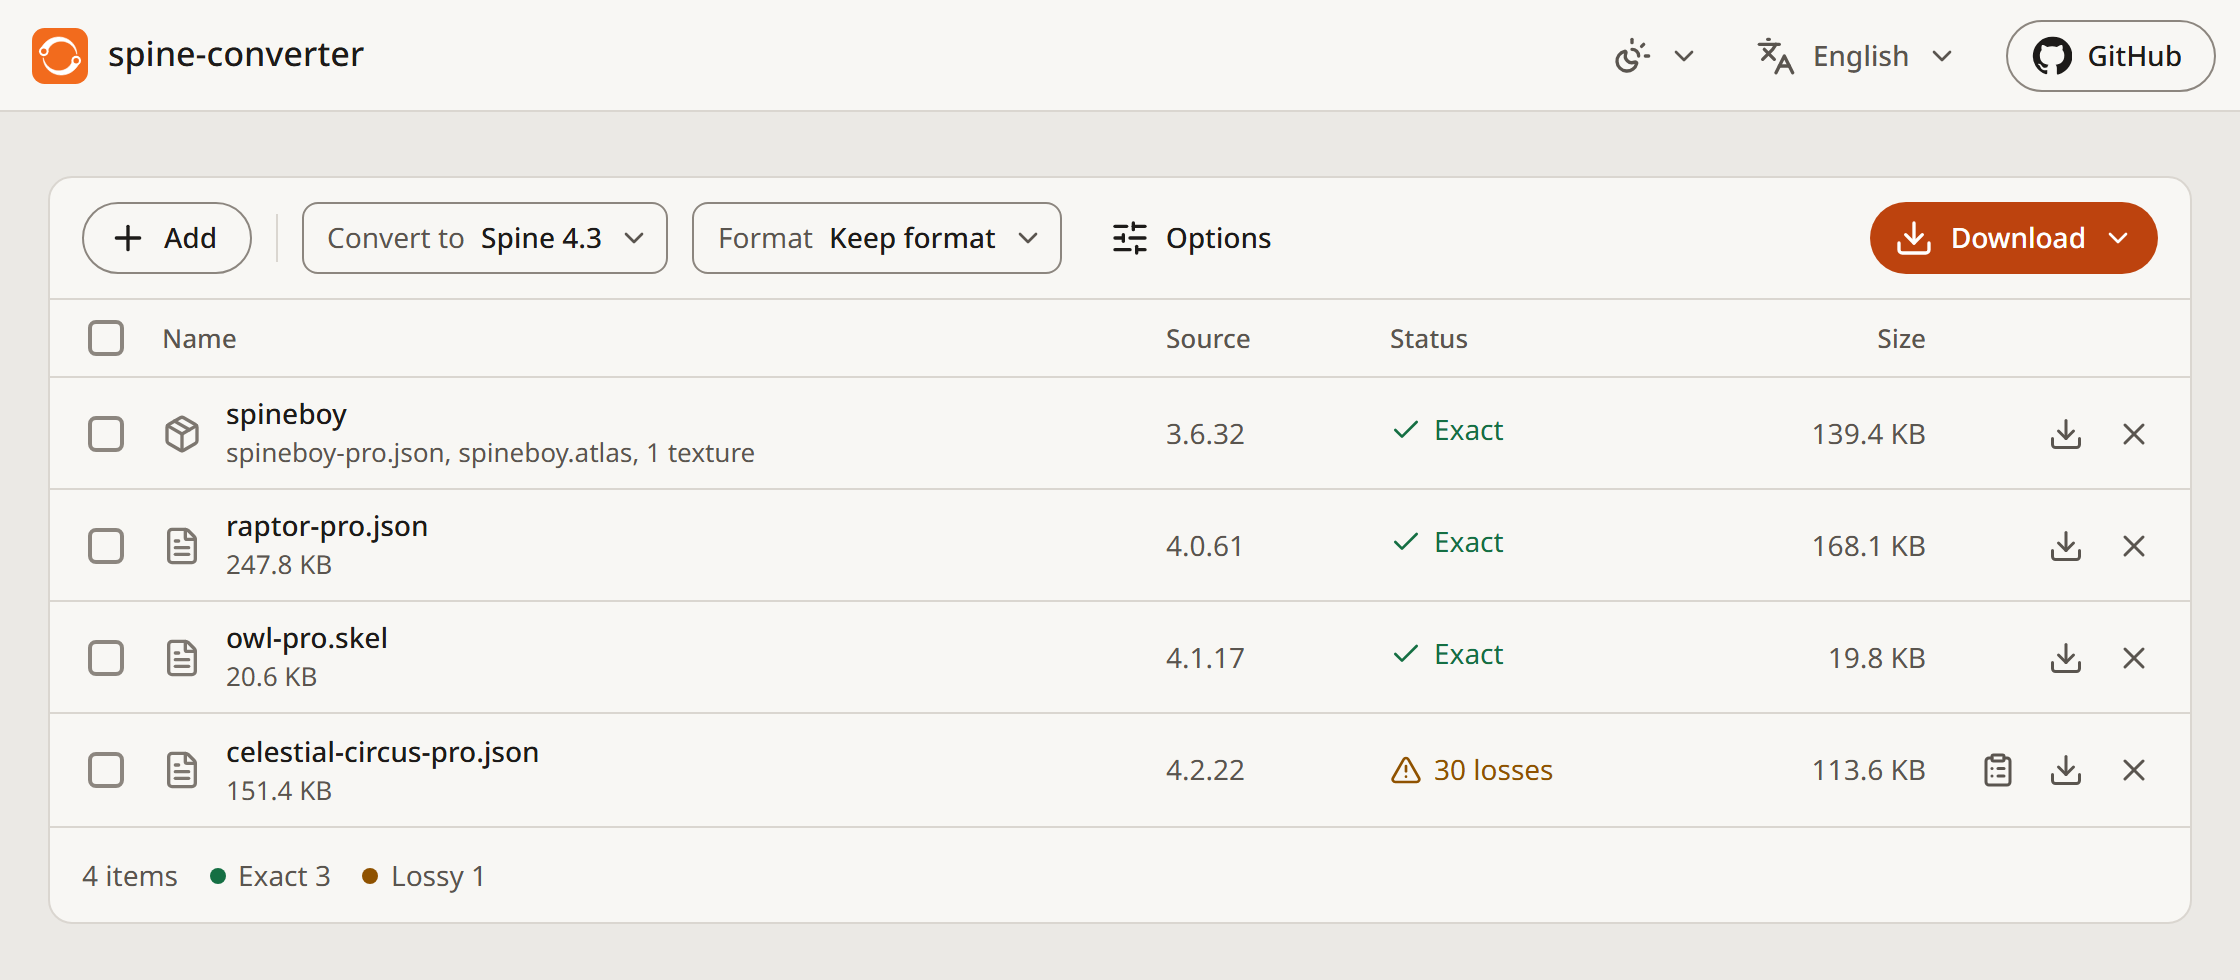 spine-converter
English
GitHub
Add
Convert to Spine 4.3
Format Keep format
Options
Download
Name Source Status Size
spineboy
spineboy-pro.json, spineboy.atlas, 1 texture
3.6.32
Exact
139.4 KB
raptor-pro.json
247.8 KB
4.0.61
Exact
168.1 KB
owl-pro.skel
20.6 KB
4.1.17
Exact
19.8 KB
celestial-circus-pro.json
151.4 KB
4.2.22
30 losses
113.6 KB
4 items Exact 3 Lossy 1